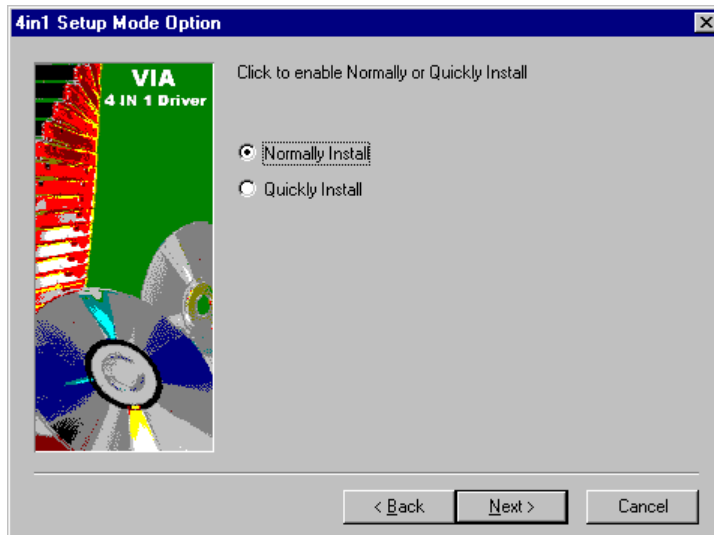 4in1 Setup Mode Option
VIA
4 IN 1 Driver
Click to enable Normally or Quickly Install
Normally Install
Quickly Install
< Back
Next >
Cancel